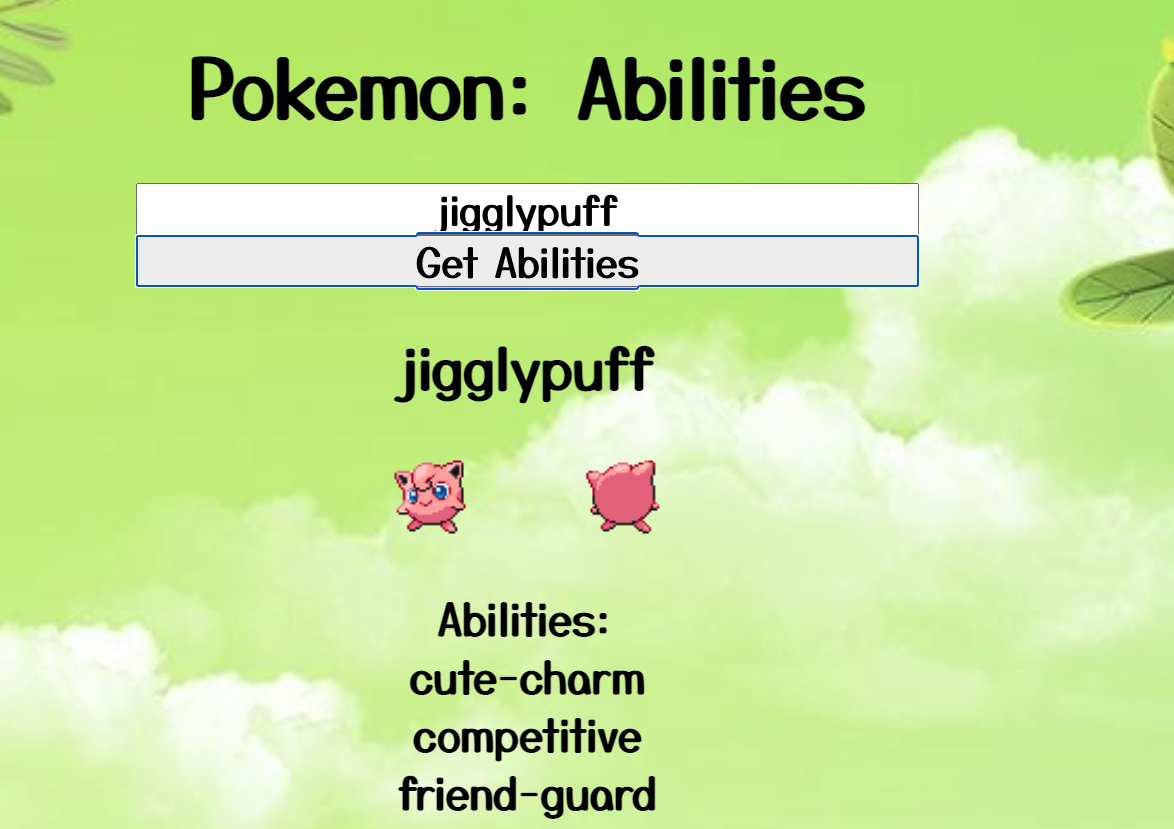 Pokemon: Abilities
jigglypuff
Get Abilities
jigglypuff
Abilities:
cute-charm
competitive
friend-guard